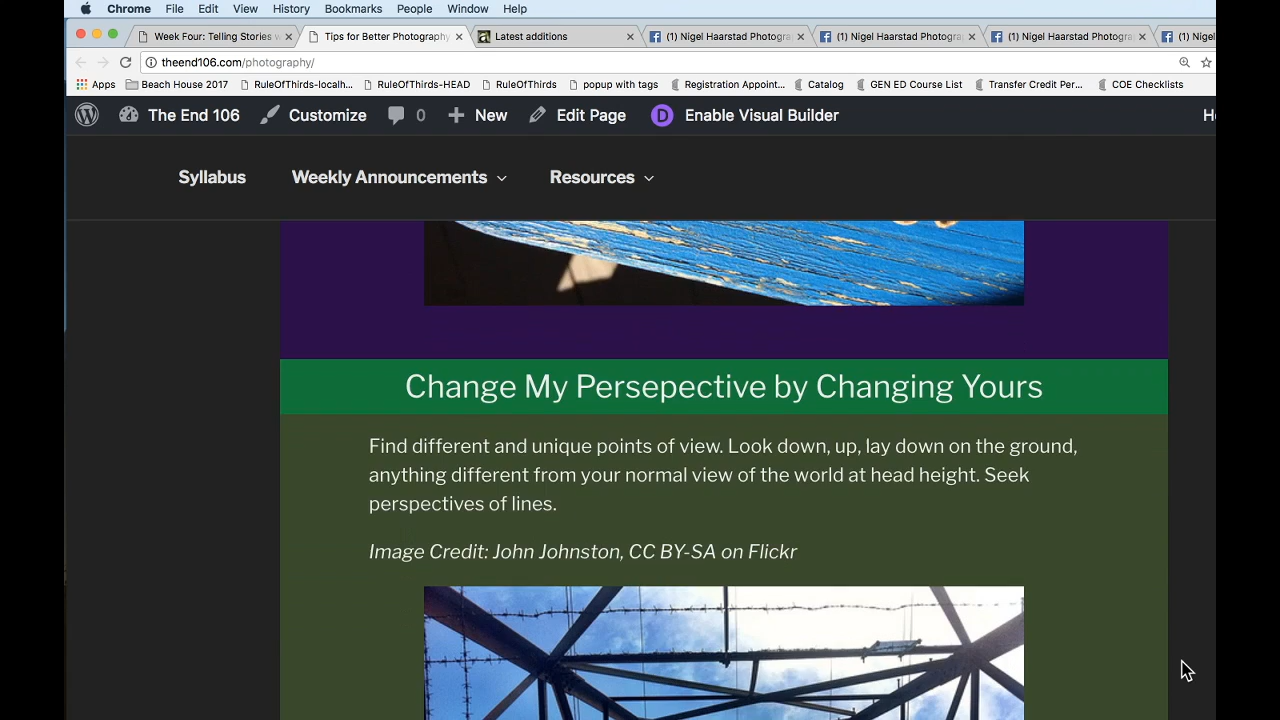 Chrome File Edit View History Bookmarks People Window Help
Week Four: Telling Stories w Tips for Better Photography Latest additions (1) Nigel Haarstad Photogra (1) Nigel Haarstad Photogra (1) Nigel Haarstad Photogra (1) Nigel
theend106.com/photography/
Apps Beach House 2017 RuleOfThirds-localh... RuleOfThirds-HEAD RuleOfThirds popup with tags Registration Appoint... Catalog GEN ED Course List Transfer Credit Per... COE Checklists
The End 106 Customize 0 New Edit Page D Enable Visual Builder
Syllabus Weekly Announcements Resources
Change My Persepective by Changing Yours
Find different and unique points of view. Look down, up, lay down on the ground,
anything different from your normal view of the world at head height. Seek
perspectives of lines.
Image Credit: John Johnston, CC BY-SA on Flickr